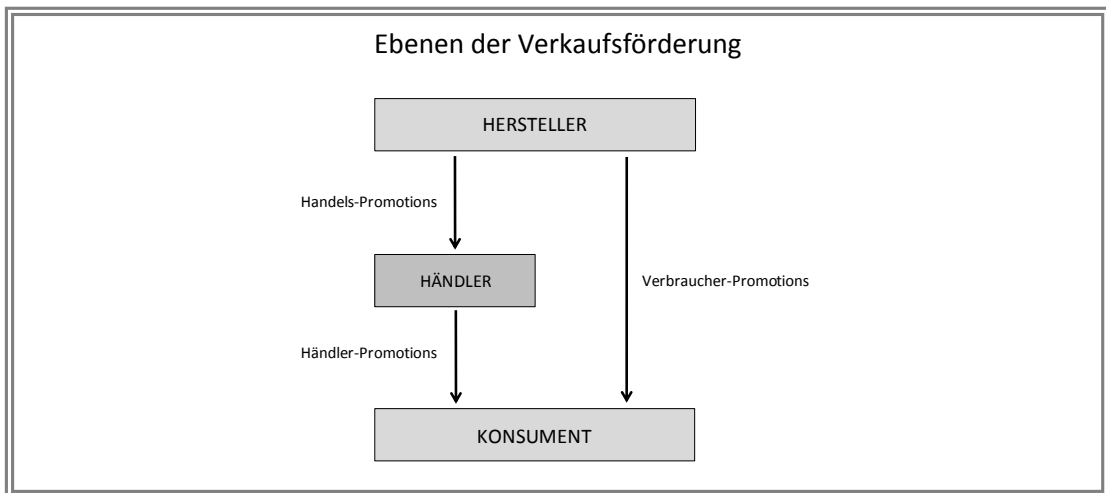 Ebenen der Verkaufsförderung
HERSTELLER
Handels-Promotions
HÄNDLER
Verbraucher-Promotions
Händler-Promotions
KONSUMENT